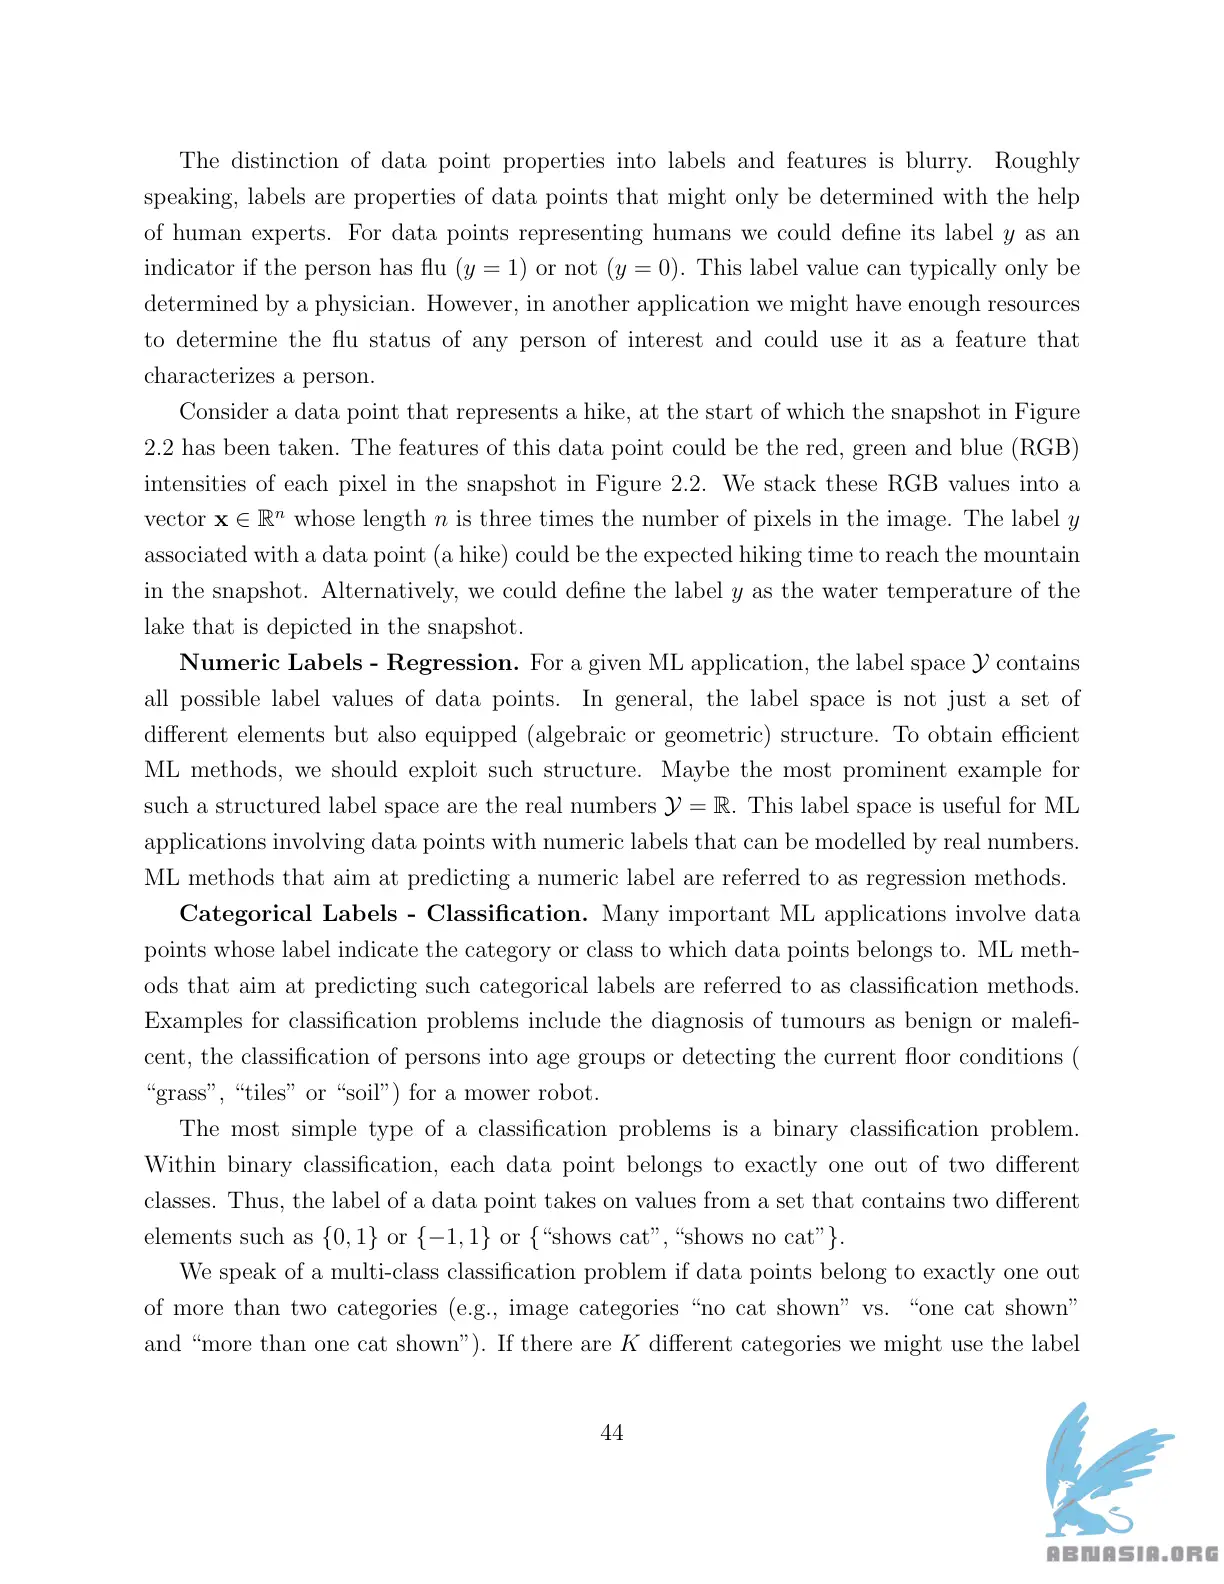 The distinction of data point properties into labels and features is blurry. Roughly
speaking, labels are properties of data points that might only be determined with the help
of human experts. For data points representing humans we could define its label y as an
indicator if the person has flu (y = 1) or not (y = 0). This label value can typically only be
determined by a physician. However, in another application we might have enough resources
to determine the flu status of any person of interest and could use it as a feature that
characterizes a person.
Consider a data point that represents a hike, at the start of which the snapshot in Figure
2.2 has been taken. The features of this data point could be the red, green and blue (RGB)
intensities of each pixel in the snapshot in Figure 2.2. We stack these RGB values into a
vector x ∈ ℝⁿ whose length n is three times the number of pixels in the image. The label y
associated with a data point (a hike) could be the expected hiking time to reach the mountain
in the snapshot. Alternatively, we could define the label y as the water temperature of the
lake that is depicted in the snapshot.
Numeric Labels - Regression. For a given ML application, the label space 𝒴 contains
all possible label values of data points. In general, the label space is not just a set of
different elements but also equipped (algebraic or geometric) structure. To obtain efficient
ML methods, we should exploit such structure. Maybe the most prominent example for
such a structured label space are the real numbers 𝒴 = ℝ. This label space is useful for ML
applications involving data points with numeric labels that can be modelled by real numbers.
ML methods that aim at predicting a numeric label are referred to as regression methods.
Categorical Labels - Classification. Many important ML applications involve data
points whose label indicate the category or class to which data points belongs to. ML meth-
ods that aim at predicting such categorical labels are referred to as classification methods.
Examples for classification problems include the diagnosis of tumours as benign or malefi-
cent, the classification of persons into age groups or detecting the current floor conditions (
“grass”, “tiles” or “soil”) for a mower robot.
The most simple type of a classification problems is a binary classification problem.
Within binary classification, each data point belongs to exactly one out of two different
classes. Thus, the label of a data point takes on values from a set that contains two different
elements such as {0, 1} or {−1, 1} or {“shows cat”, “shows no cat”}.
We speak of a multi-class classification problem if data points belong to exactly one out
of more than two categories (e.g., image categories “no cat shown” vs. “one cat shown”
and “more than one cat shown”). If there are K different categories we might use the label
44
ABNASIA.ORG